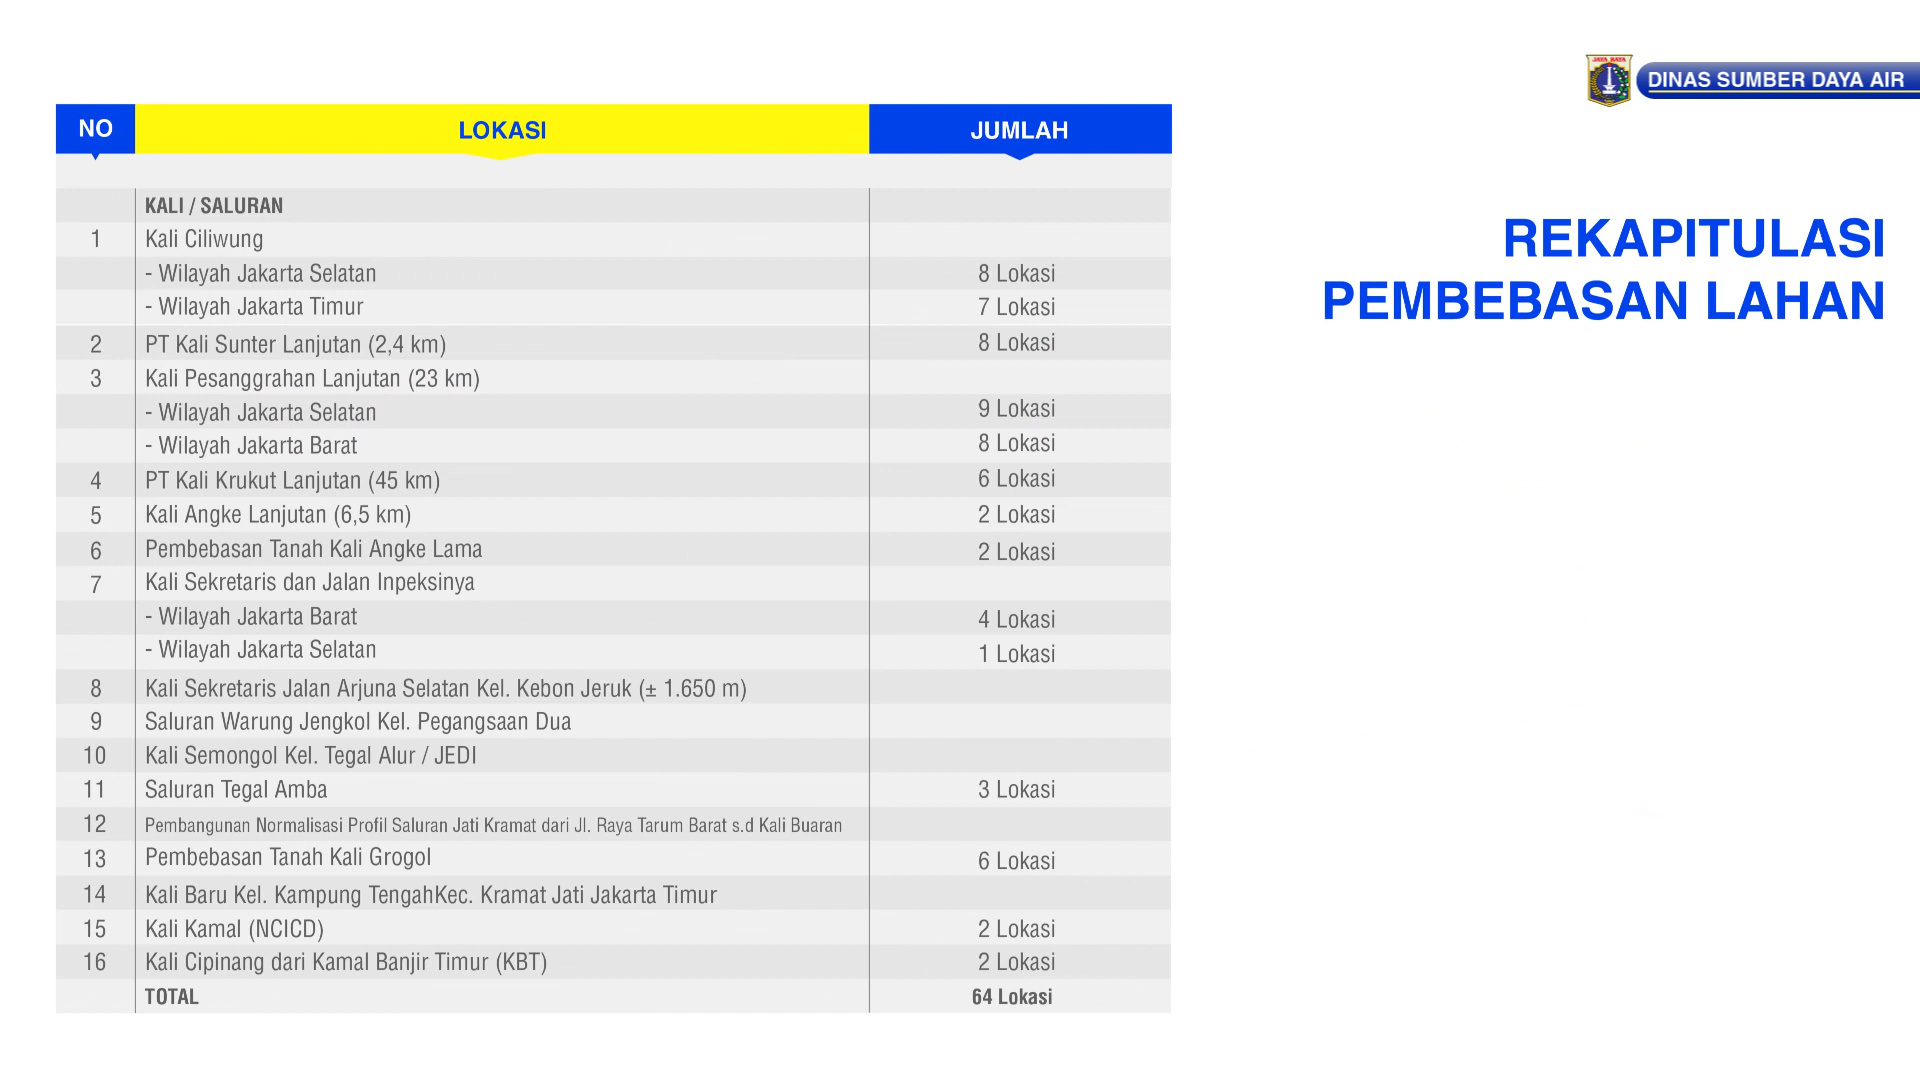 JAYA RAYA
DINAS SUMBER DAYA AIR
REKAPITULASI
PEMBEBASAN LAHAN
NO LOKASI JUMLAH
KALI / SALURAN
1 Kali Ciliwung
- Wilayah Jakarta Selatan 8 Lokasi
- Wilayah Jakarta Timur 7 Lokasi
2 PT Kali Sunter Lanjutan (2,4 km) 8 Lokasi
3 Kali Pesanggrahan Lanjutan (23 km)
- Wilayah Jakarta Selatan 9 Lokasi
- Wilayah Jakarta Barat 8 Lokasi
4 PT Kali Krukut Lanjutan (45 km) 6 Lokasi
5 Kali Angke Lanjutan (6,5 km) 2 Lokasi
6 Pembebasan Tanah Kali Angke Lama 2 Lokasi
7 Kali Sekretaris dan Jalan Inpeksinya
- Wilayah Jakarta Barat 4 Lokasi
- Wilayah Jakarta Selatan 1 Lokasi
8 Kali Sekretaris Jalan Arjuna Selatan Kel. Kebon Jeruk (± 1.650 m)
9 Saluran Warung Jengkol Kel. Pegangsaan Dua
10 Kali Semongol Kel. Tegal Alur / JEDI
11 Saluran Tegal Amba 3 Lokasi
12 Pembangunan Normalisasi Profil Saluran Jati Kramat dari Jl. Raya Tarum Barat s.d Kali Buaran
13 Pembebasan Tanah Kali Grogol 6 Lokasi
14 Kali Baru Kel. Kampung TengahKec. Kramat Jati Jakarta Timur
15 Kali Kamal (NCICD) 2 Lokasi
16 Kali Cipinang dari Kamal Banjir Timur (KBT) 2 Lokasi
TOTAL 64 Lokasi